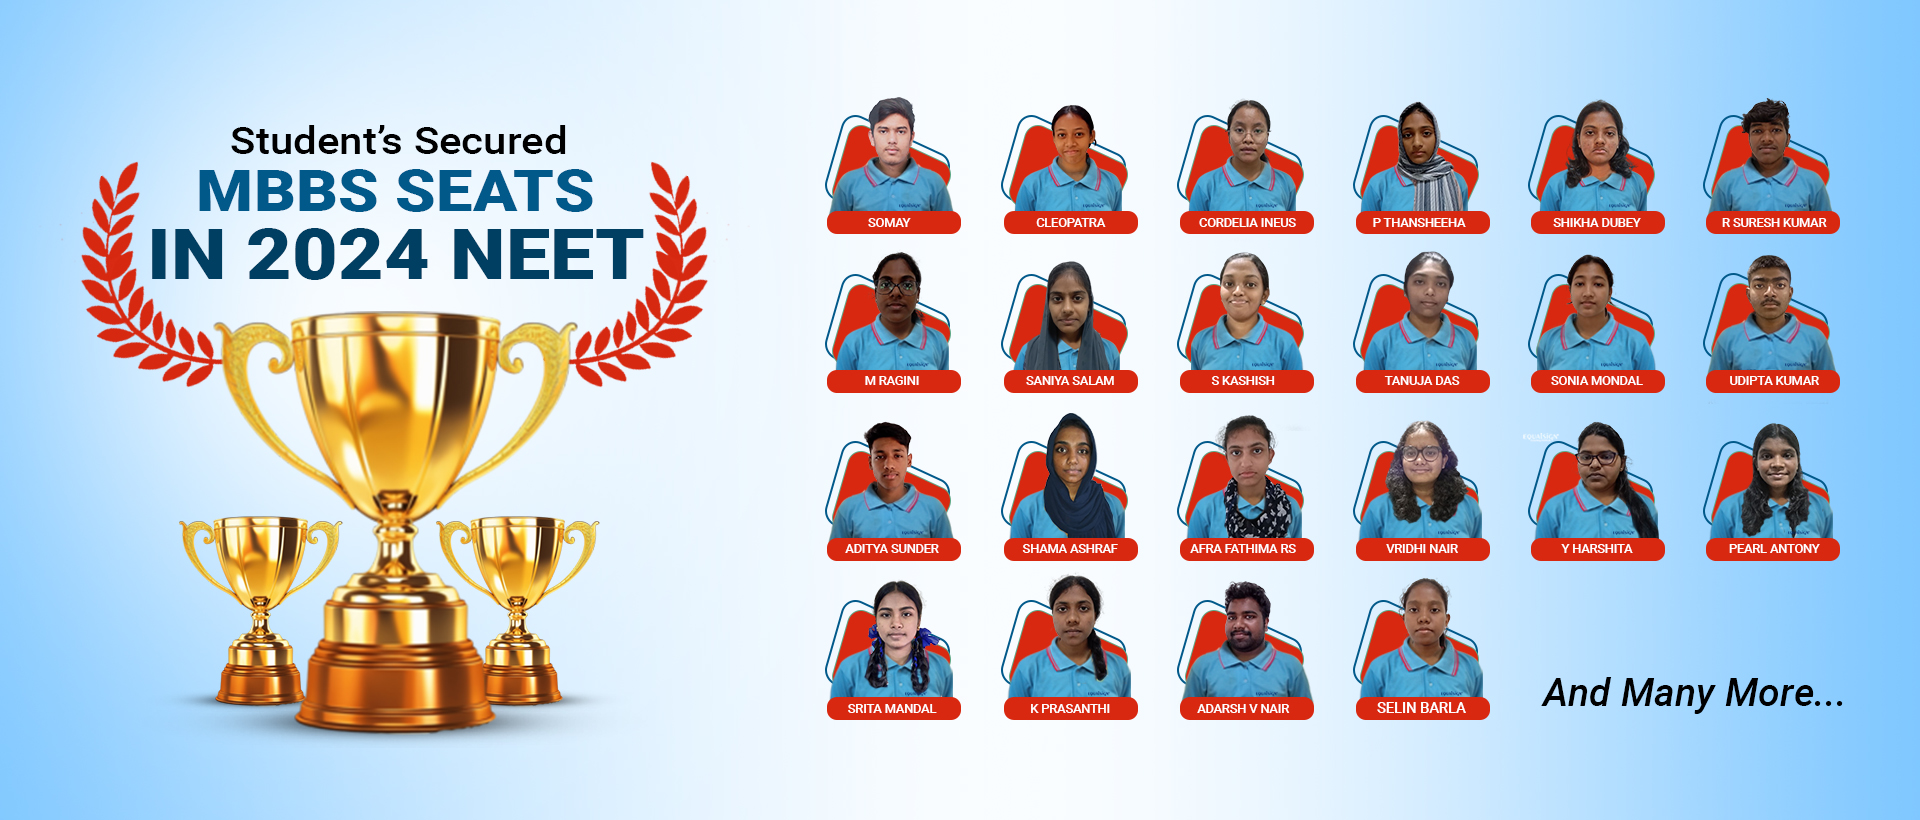 Student's Secured
MBBS SEATS
IN 2024 NEET
SOMAY
CLEOPATRA
CORDELIA INEUS
P THANSHEEHA
SHIKHA DUBEY
R SURESH KUMAR
M RAGINI
SANIYA SALAM
S KASHISH
TANUJA DAS
SONIA MONDAL
UDIPTA KUMAR
ADITYA SUNDER
SHAMA ASHRAF
AFRA FATHIMA RS
VRIDHI NAIR
Y HARSHITA
PEARL ANTONY
SRITA MANDAL
K PRASANTHI
ADARSH V NAIR
SELIN BARLA
And Many More...